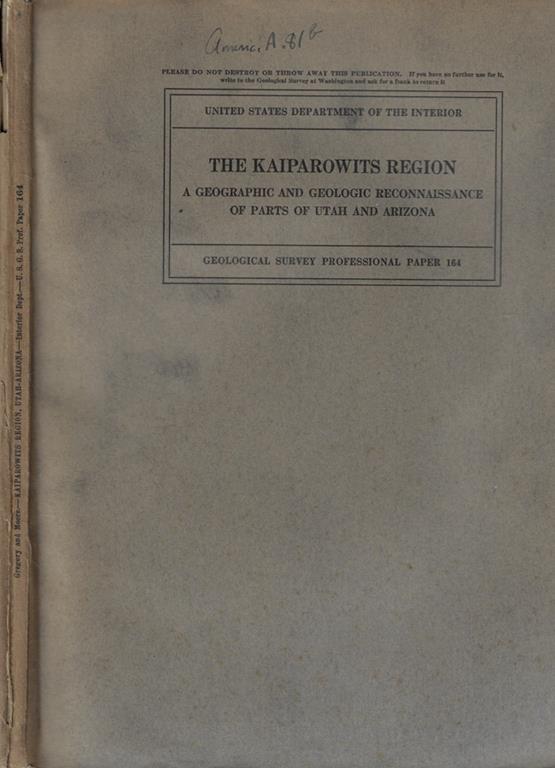 Americ. A. 81 b
PLEASE DO NOT DESTROY OR THROW AWAY THIS PUBLICATION. If you have no further use for it,
write to the Geological Survey at Washington and ask for a frank to return it
UNITED STATES DEPARTMENT OF THE INTERIOR
THE KAIPAROWITS REGION
A GEOGRAPHIC AND GEOLOGIC RECONNAISSANCE
OF PARTS OF UTAH AND ARIZONA
GEOLOGICAL SURVEY PROFESSIONAL PAPER 164
Gregory and Moore.—KAIPAROWITS REGION, UTAH-ARIZONA—Interior Dept.—U. S. G. S. Prof. Paper 164